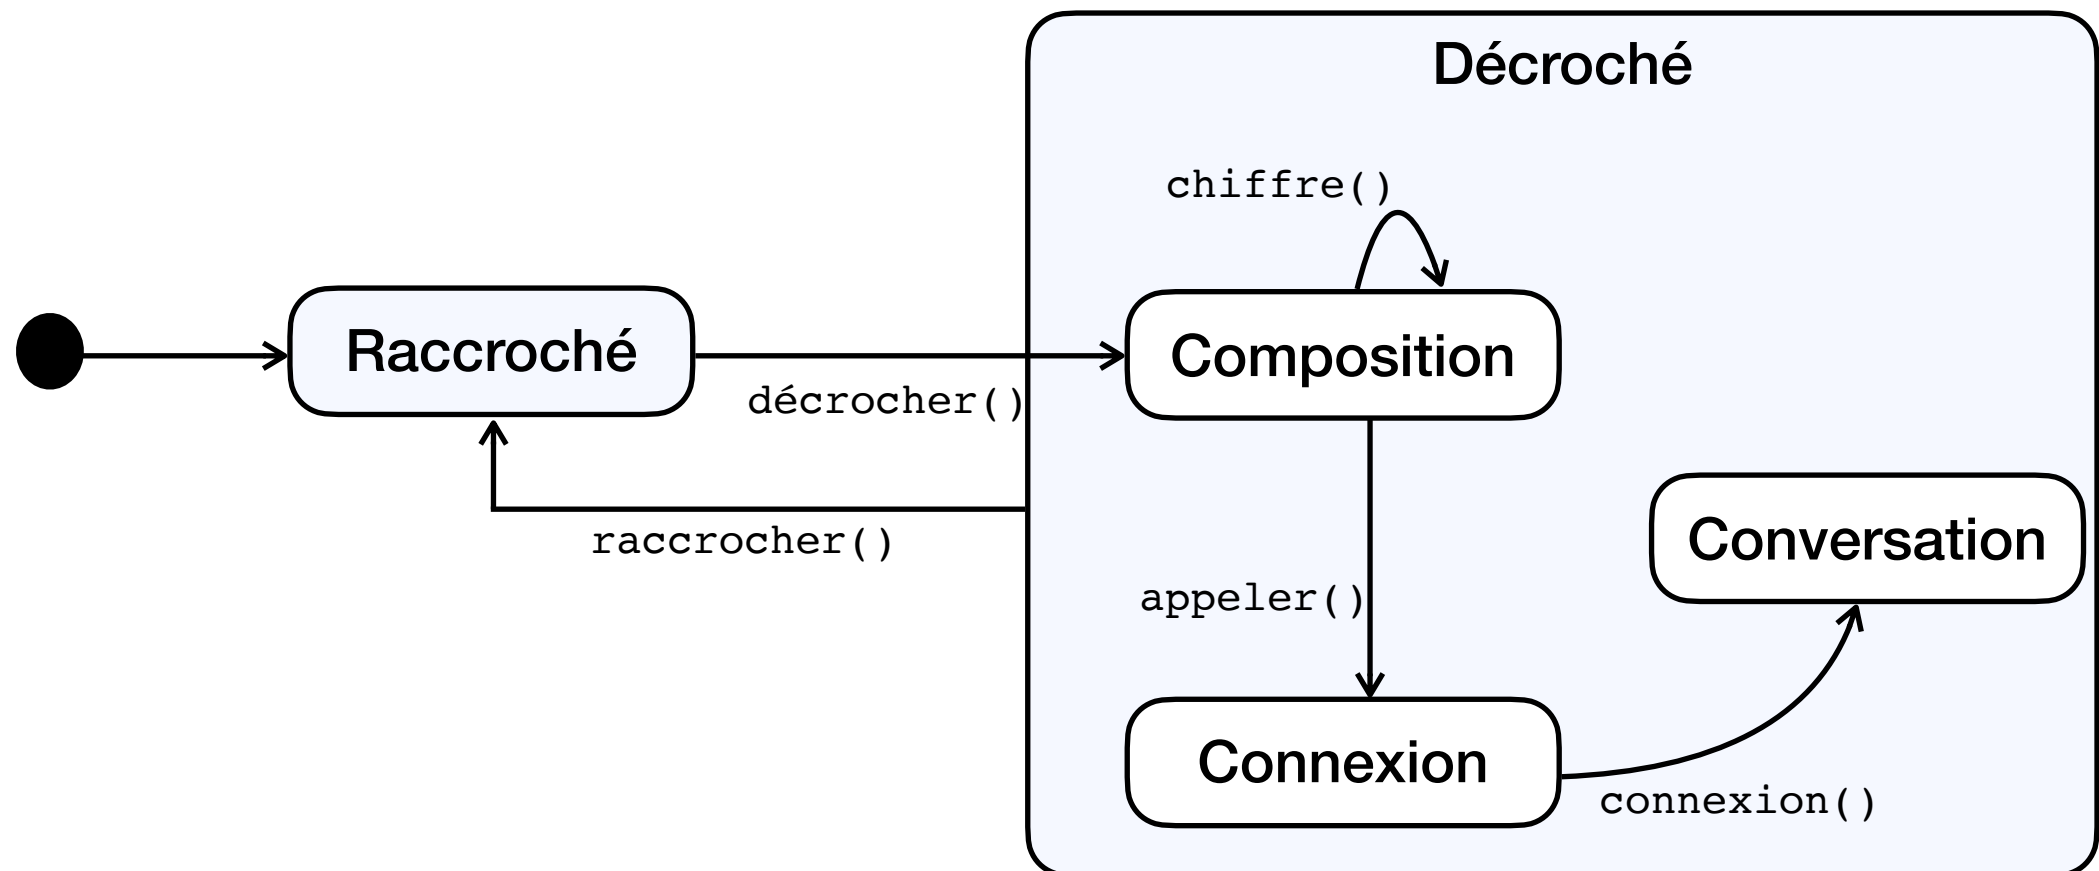 Décroché
chiffre()
Raccroché
Composition
décrocher()
raccrocher()
Conversation
appeler()
Connexion
connexion()